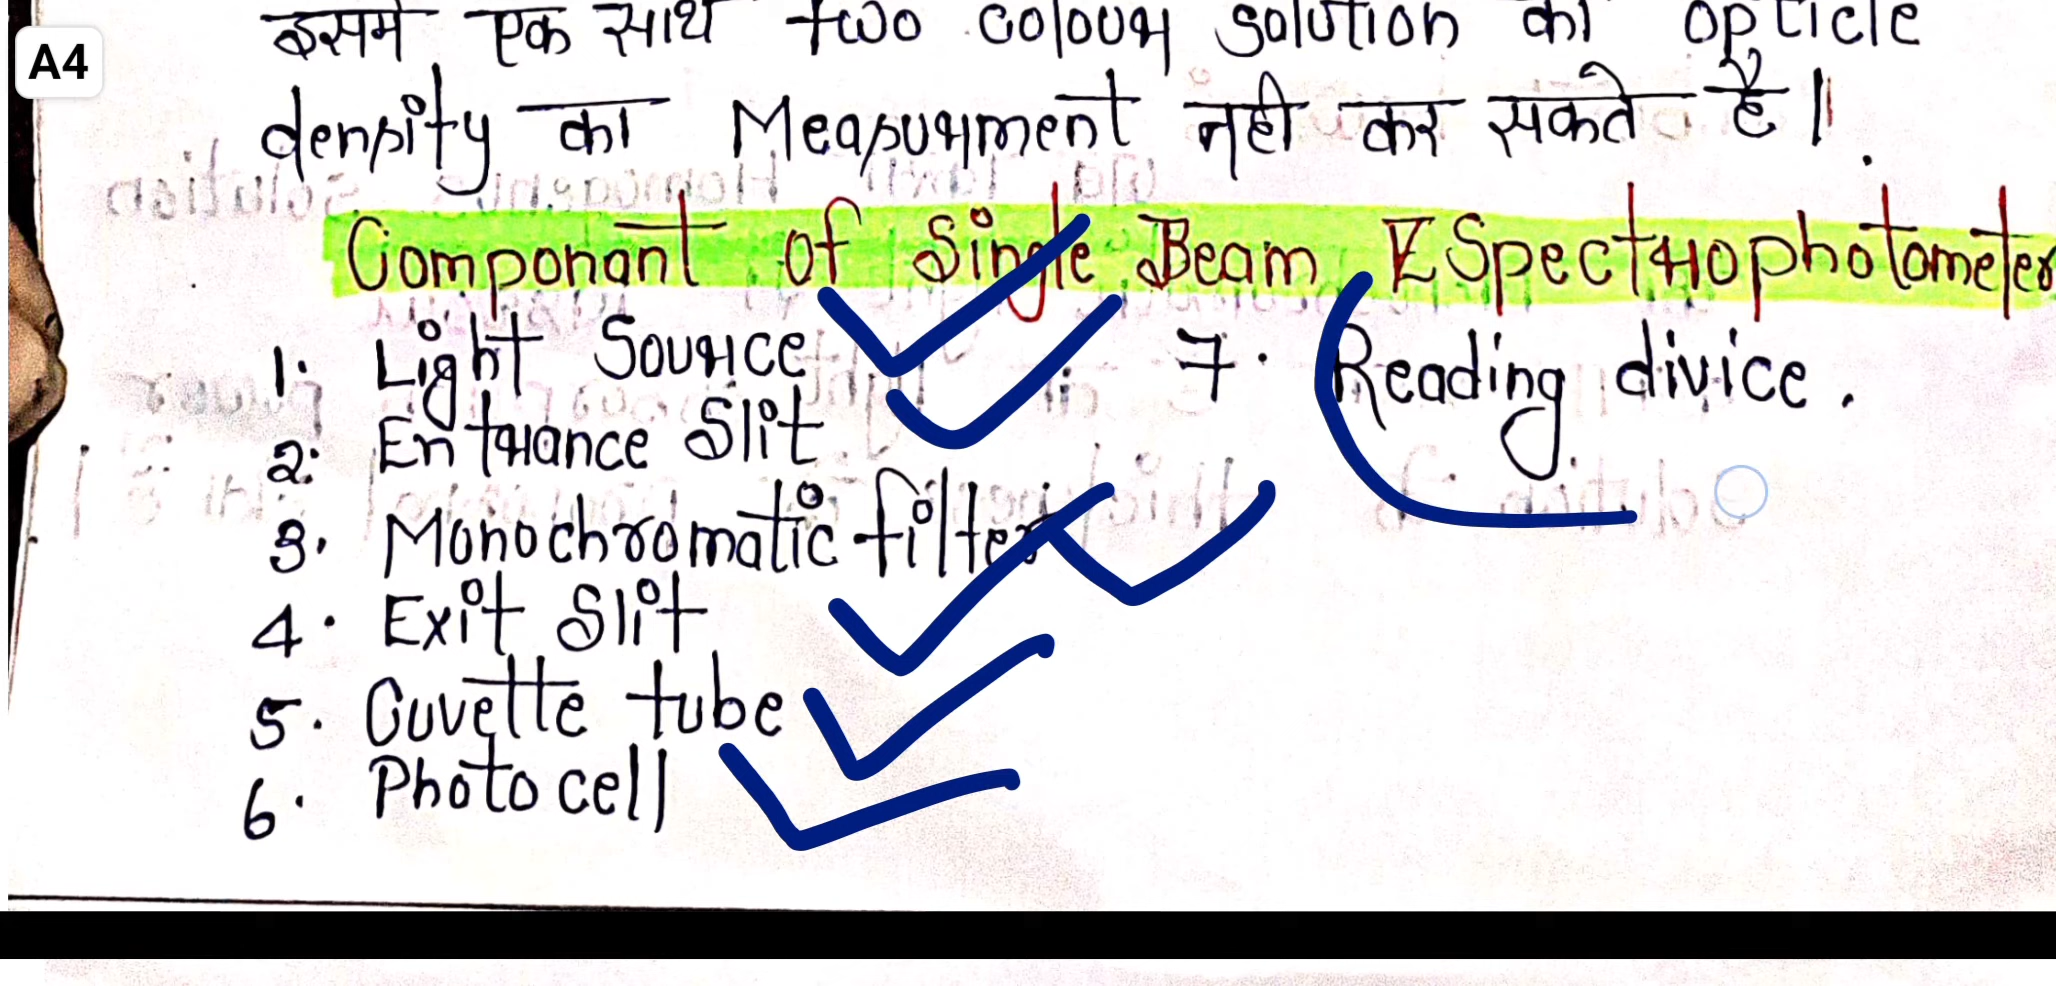 A4
इसमे एक साथ two colour solution का opticle
density का Measurment नही कर सकते है।
Componant of Single Beam Spectrophotometer
1. Light Source
2. Entrance Slit
3. Monochromatic filter
4. Exit Slit
5. Cuvette tube
6. Photo cell
7. Reading divice.